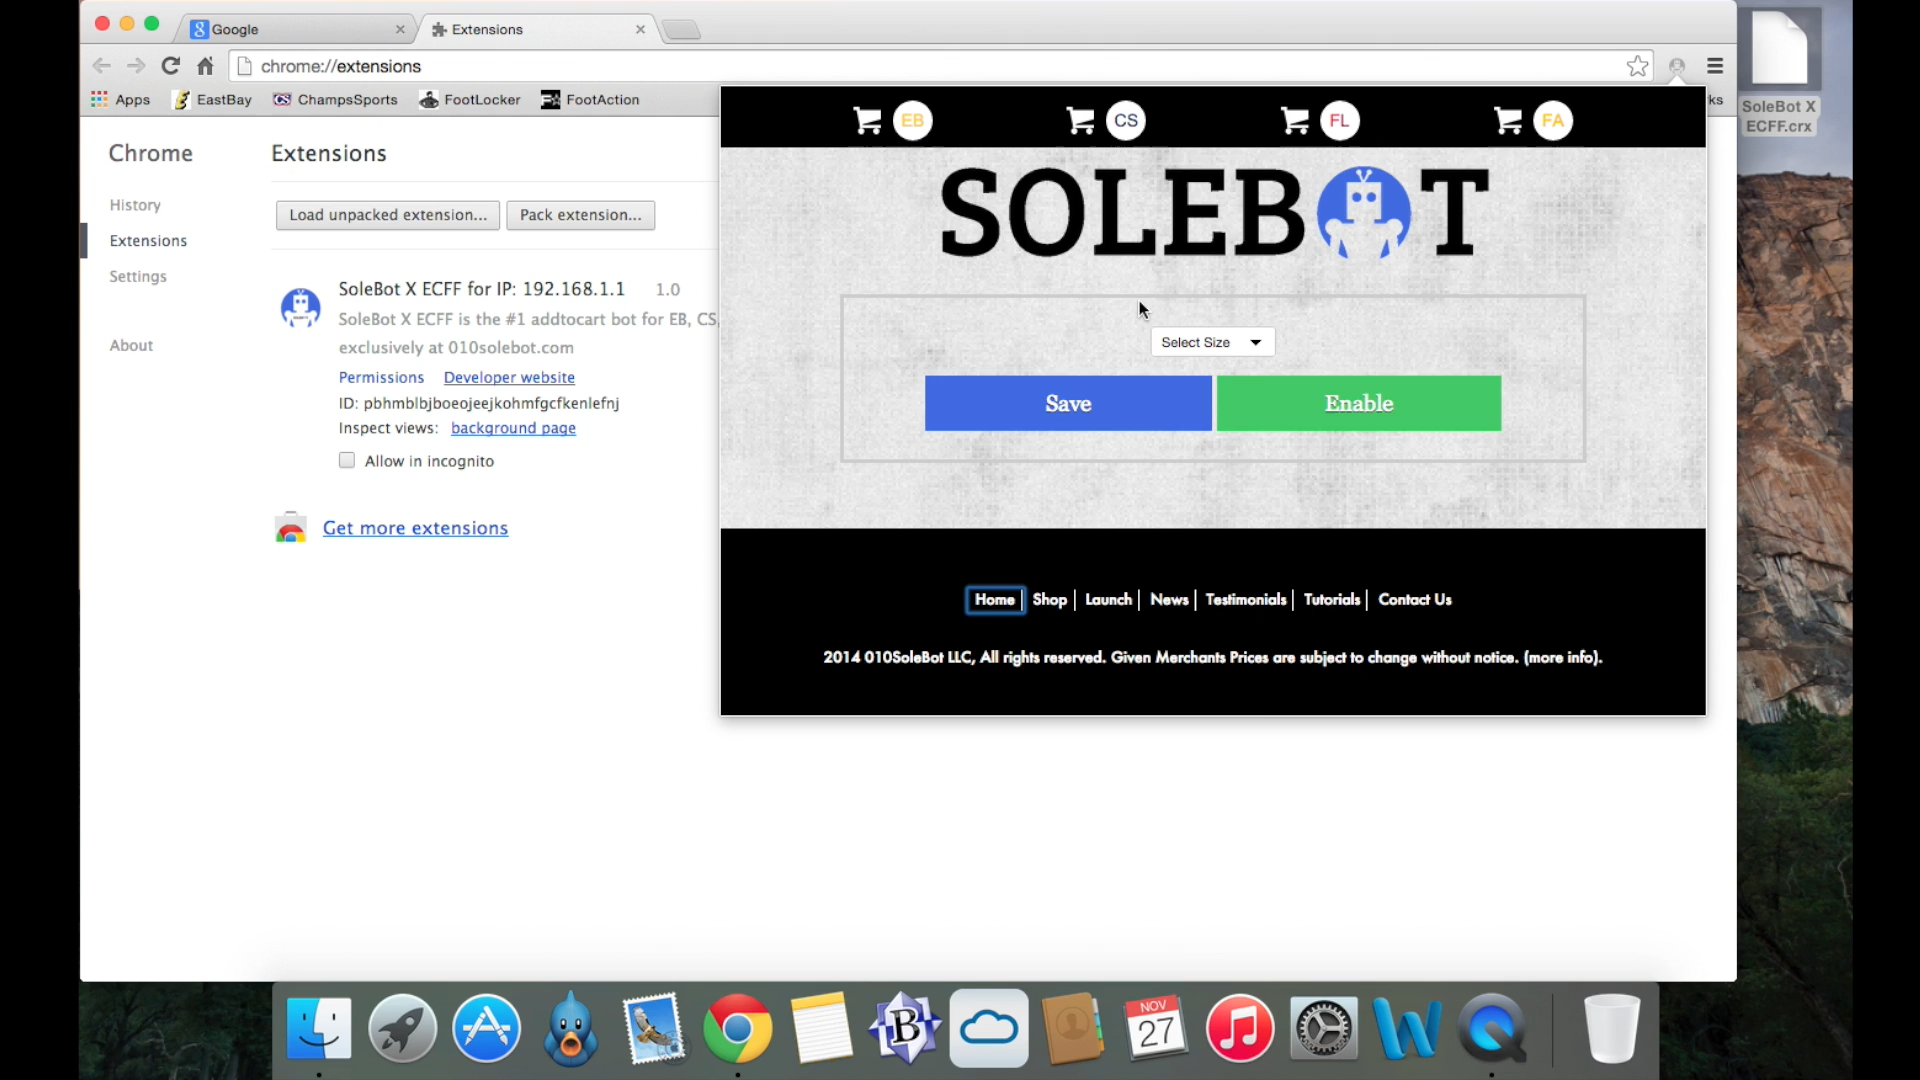 Google
Extensions
chrome://extensions
Apps
EastBay
ChampsSports
FootLocker
FootAction
ks
SoleBot X
ECFF.crx
Chrome
History
Extensions
Settings
About
Extensions
Load unpacked extension...
Pack extension...
SoleBot X ECFF for IP: 192.168.1.1 1.0
SoleBot X ECFF is the #1 addtocart bot for EB, CS,
exclusively at 010solebot.com
Permissions Developer website
ID: pbhmblbjboeojeejkohmfgcfkenlefnj
Inspect views: background page
Allow in incognito
Get more extensions
EB
CS
FL
FA
SOLEBOT
Select Size
Save
Enable
Home | Shop | Launch | News | Testimonials | Tutorials | Contact Us
2014 010SoleBot LLC, All rights reserved. Given Merchants Prices are subject to change without notice. (more info).
NOV
27